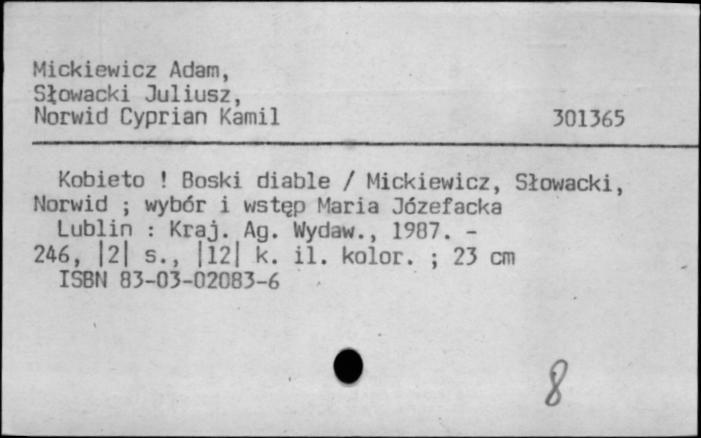 Mickiewicz Adam,
Słowacki Juliusz,
Norwid Cyprian Kamil 301365
Kobieto ! Boski diable / Mickiewicz, Słowacki,
Norwid ; wybór i wstęp Maria Józefacka
Lublin : Kraj. Ag. Wydaw., 1987. -
246, |2| s., |12| k. il. kolor. ; 23 cm
ISBN 83-03-02083-6
8